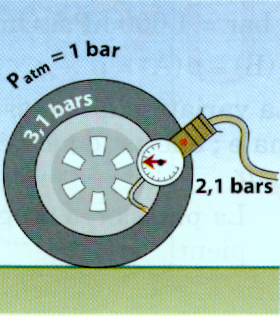 P atm = 1 bar
3,1 bars
2,1 bars